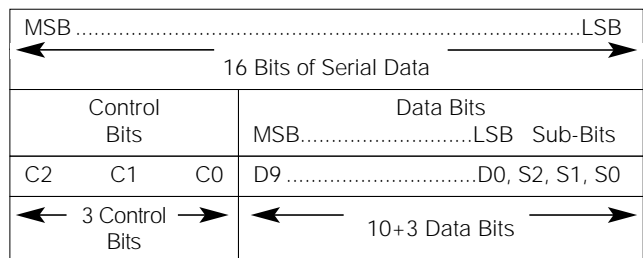 MSB.................................................................................LSB
16 Bits of Serial Data
Control Bits
Data Bits
MSB............................LSB Sub-Bits
C2 C1 C0
D9...............................D0, S2, S1, S0
3 Control Bits
10+3 Data Bits